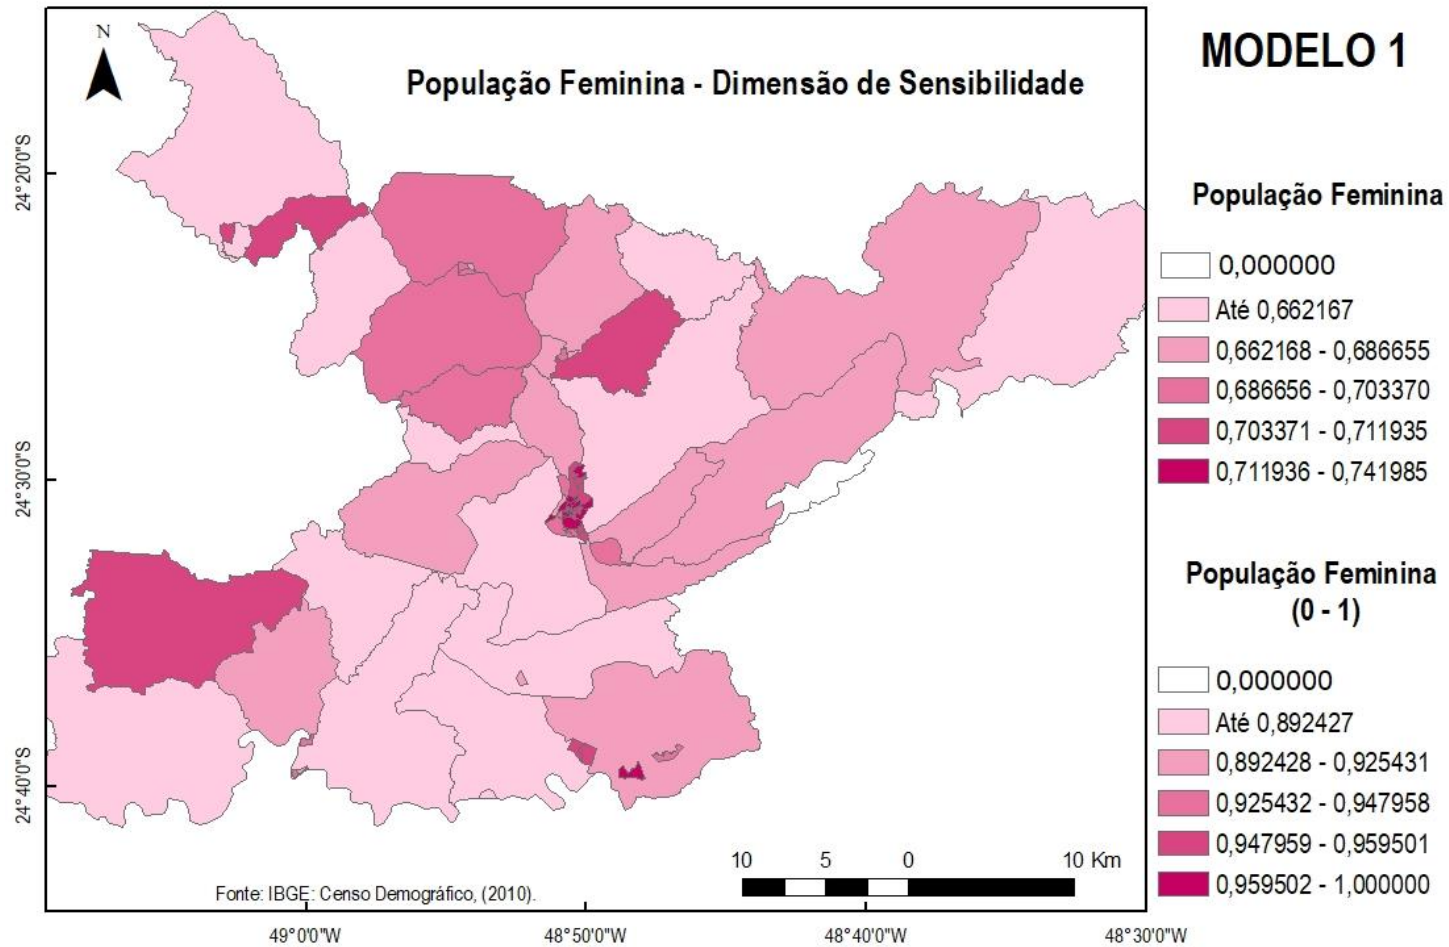 MODELO 1
N
População Feminina - Dimensão de Sensibilidade
24°20'0"S
24°30'0"S
24°40'0"S
População Feminina
0,000000
Até 0,662167
0,662168 - 0,686655
0,686656 - 0,703370
0,703371 - 0,711935
0,711936 - 0,741985
População Feminina
(0 - 1)
0,000000
Até 0,892427
0,892428 - 0,925431
0,925432 - 0,947958
0,947959 - 0,959501
0,959502 - 1,000000
10 5 0 10 Km
Fonte: IBGE: Censo Demográfico, (2010).
49°0'0"W 48°50'0"W 48°40'0"W 48°30'0"W